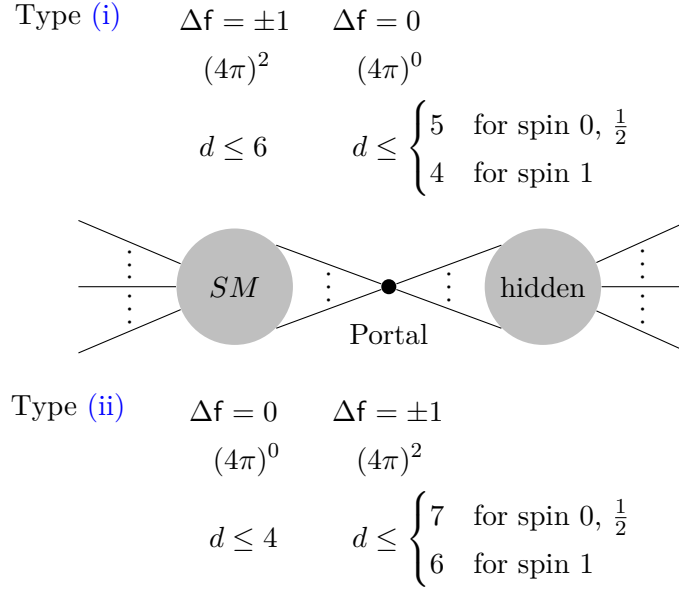 Type (i) Δf = ±1 Δf = 0
(4π)² (4π)⁰
d ≤ 6 d ≤ { 5 for spin 0, ½
4 for spin 1
SM hidden
Portal
Type (ii) Δf = 0 Δf = ±1
(4π)⁰ (4π)²
d ≤ 4 d ≤ { 7 for spin 0, ½
6 for spin 1